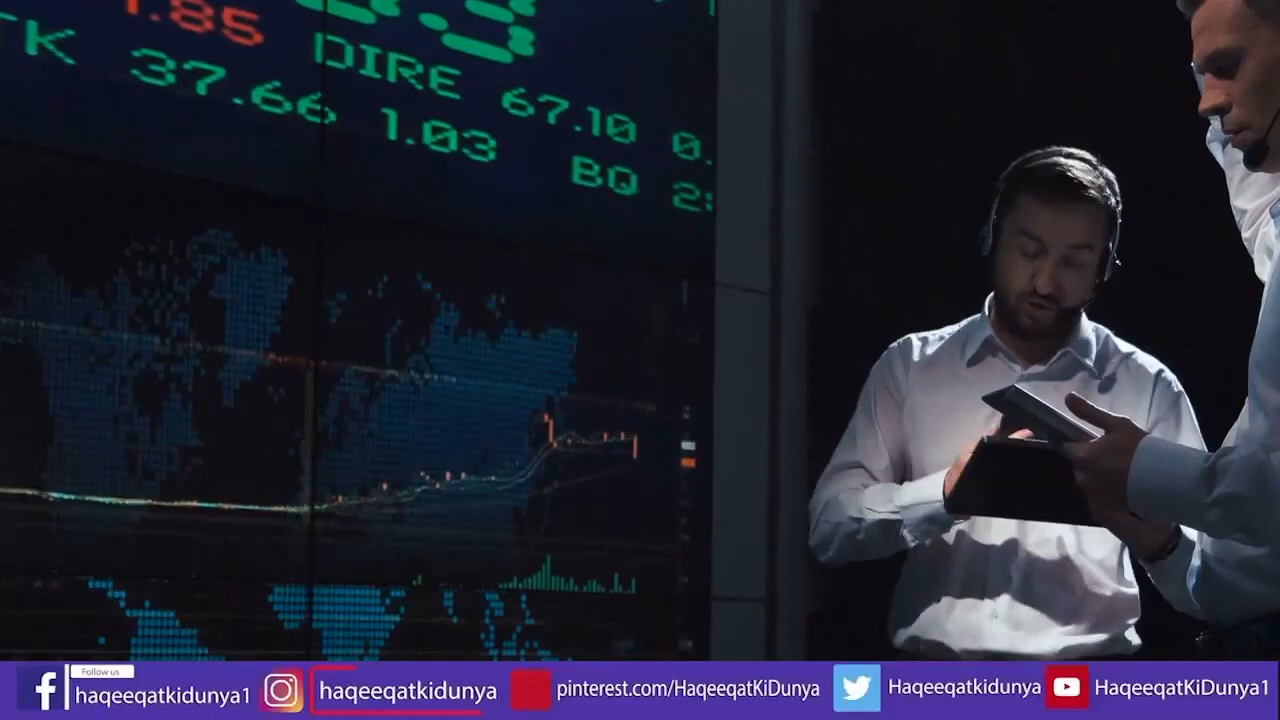 1.85
DIRE 67.10 0.
TK 37.66 1.03 BQ
Follow us
haqeeqatkidunya1
haqeeqatkidunya
pinterest.com/HaqeeqatKiDunya
Haqeeqatkidunya
HaqeeqatKiDunya1